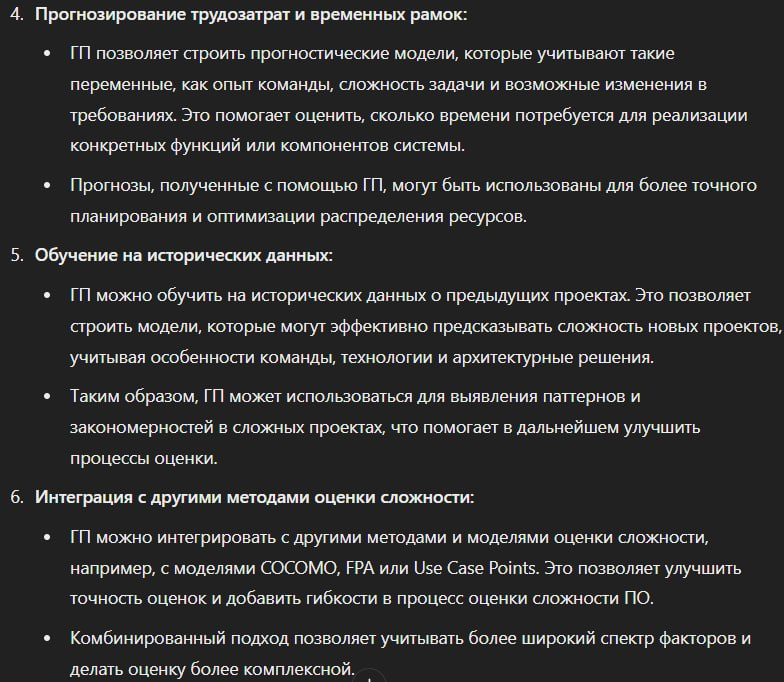 4. Прогнозирование трудозатрат и временных рамок:
• ГП позволяет строить прогностические модели, которые учитывают такие
переменные, как опыт команды, сложность задачи и возможные изменения в
требованиях. Это помогает оценить, сколько времени потребуется для реализации
конкретных функций или компонентов системы.
• Прогнозы, полученные с помощью ГП, могут быть использованы для более точного
планирования и оптимизации распределения ресурсов.
5. Обучение на исторических данных:
• ГП можно обучить на исторических данных о предыдущих проектах. Это позволяет
строить модели, которые могут эффективно предсказывать сложность новых проектов,
учитывая особенности команды, технологии и архитектурные решения.
• Таким образом, ГП может использоваться для выявления паттернов и
закономерностей в сложных проектах, что помогает в дальнейшем улучшить
процессы оценки.
6. Интеграция с другими методами оценки сложности:
• ГП можно интегрировать с другими методами и моделями оценки сложности,
например, с моделями COCOMO, FPA или Use Case Points. Это позволяет улучшить
точность оценок и добавить гибкости в процесс оценки сложности ПО.
• Комбинированный подход позволяет учитывать более широкий спектр факторов и
делать оценку более комплексной.